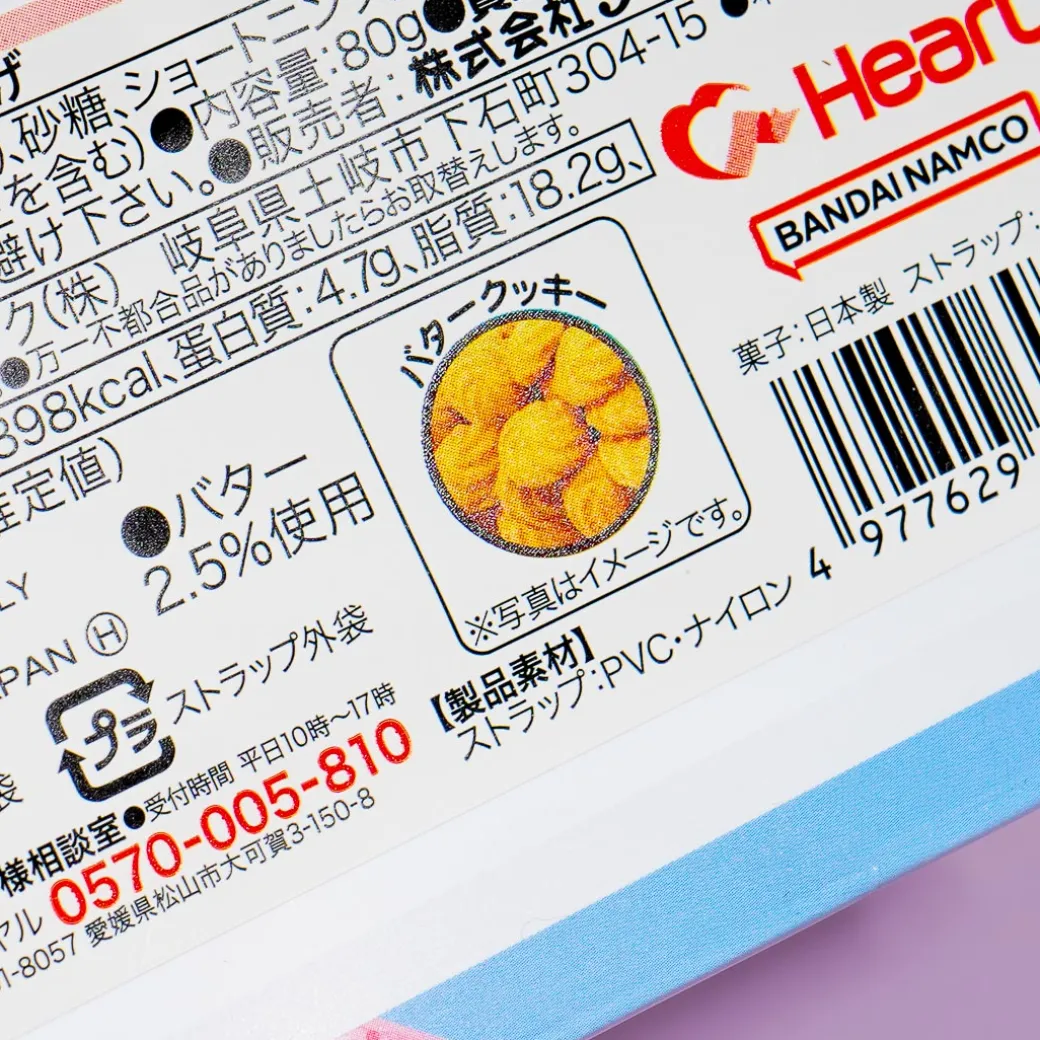 げ
、砂糖、ショートニン
を含む)●内容量:80g●
避け下さい。●販売者:株式会社
ク(株) 岐阜県土岐市下石町304-15 ●
●万一不都合品がありましたらお取替えします。
398kcal、蛋白質:4.7g、脂質:18.2g、
定値)
●バター
2.5%使用
バタークッキー
※写真はイメージです。
Heart
BANDAI NAMCO
菓子:日本製 ストラップ:
4 977629
LY
JAPAN Ⓗ
プラ
ストラップ外袋
【製品素材】
ストラップ:PVC・ナイロン
袋
様相談室●受付時間 平日10時〜17時
ヤル 0570-005-810
1-8057 愛媛県松山市大可賀3-150-8